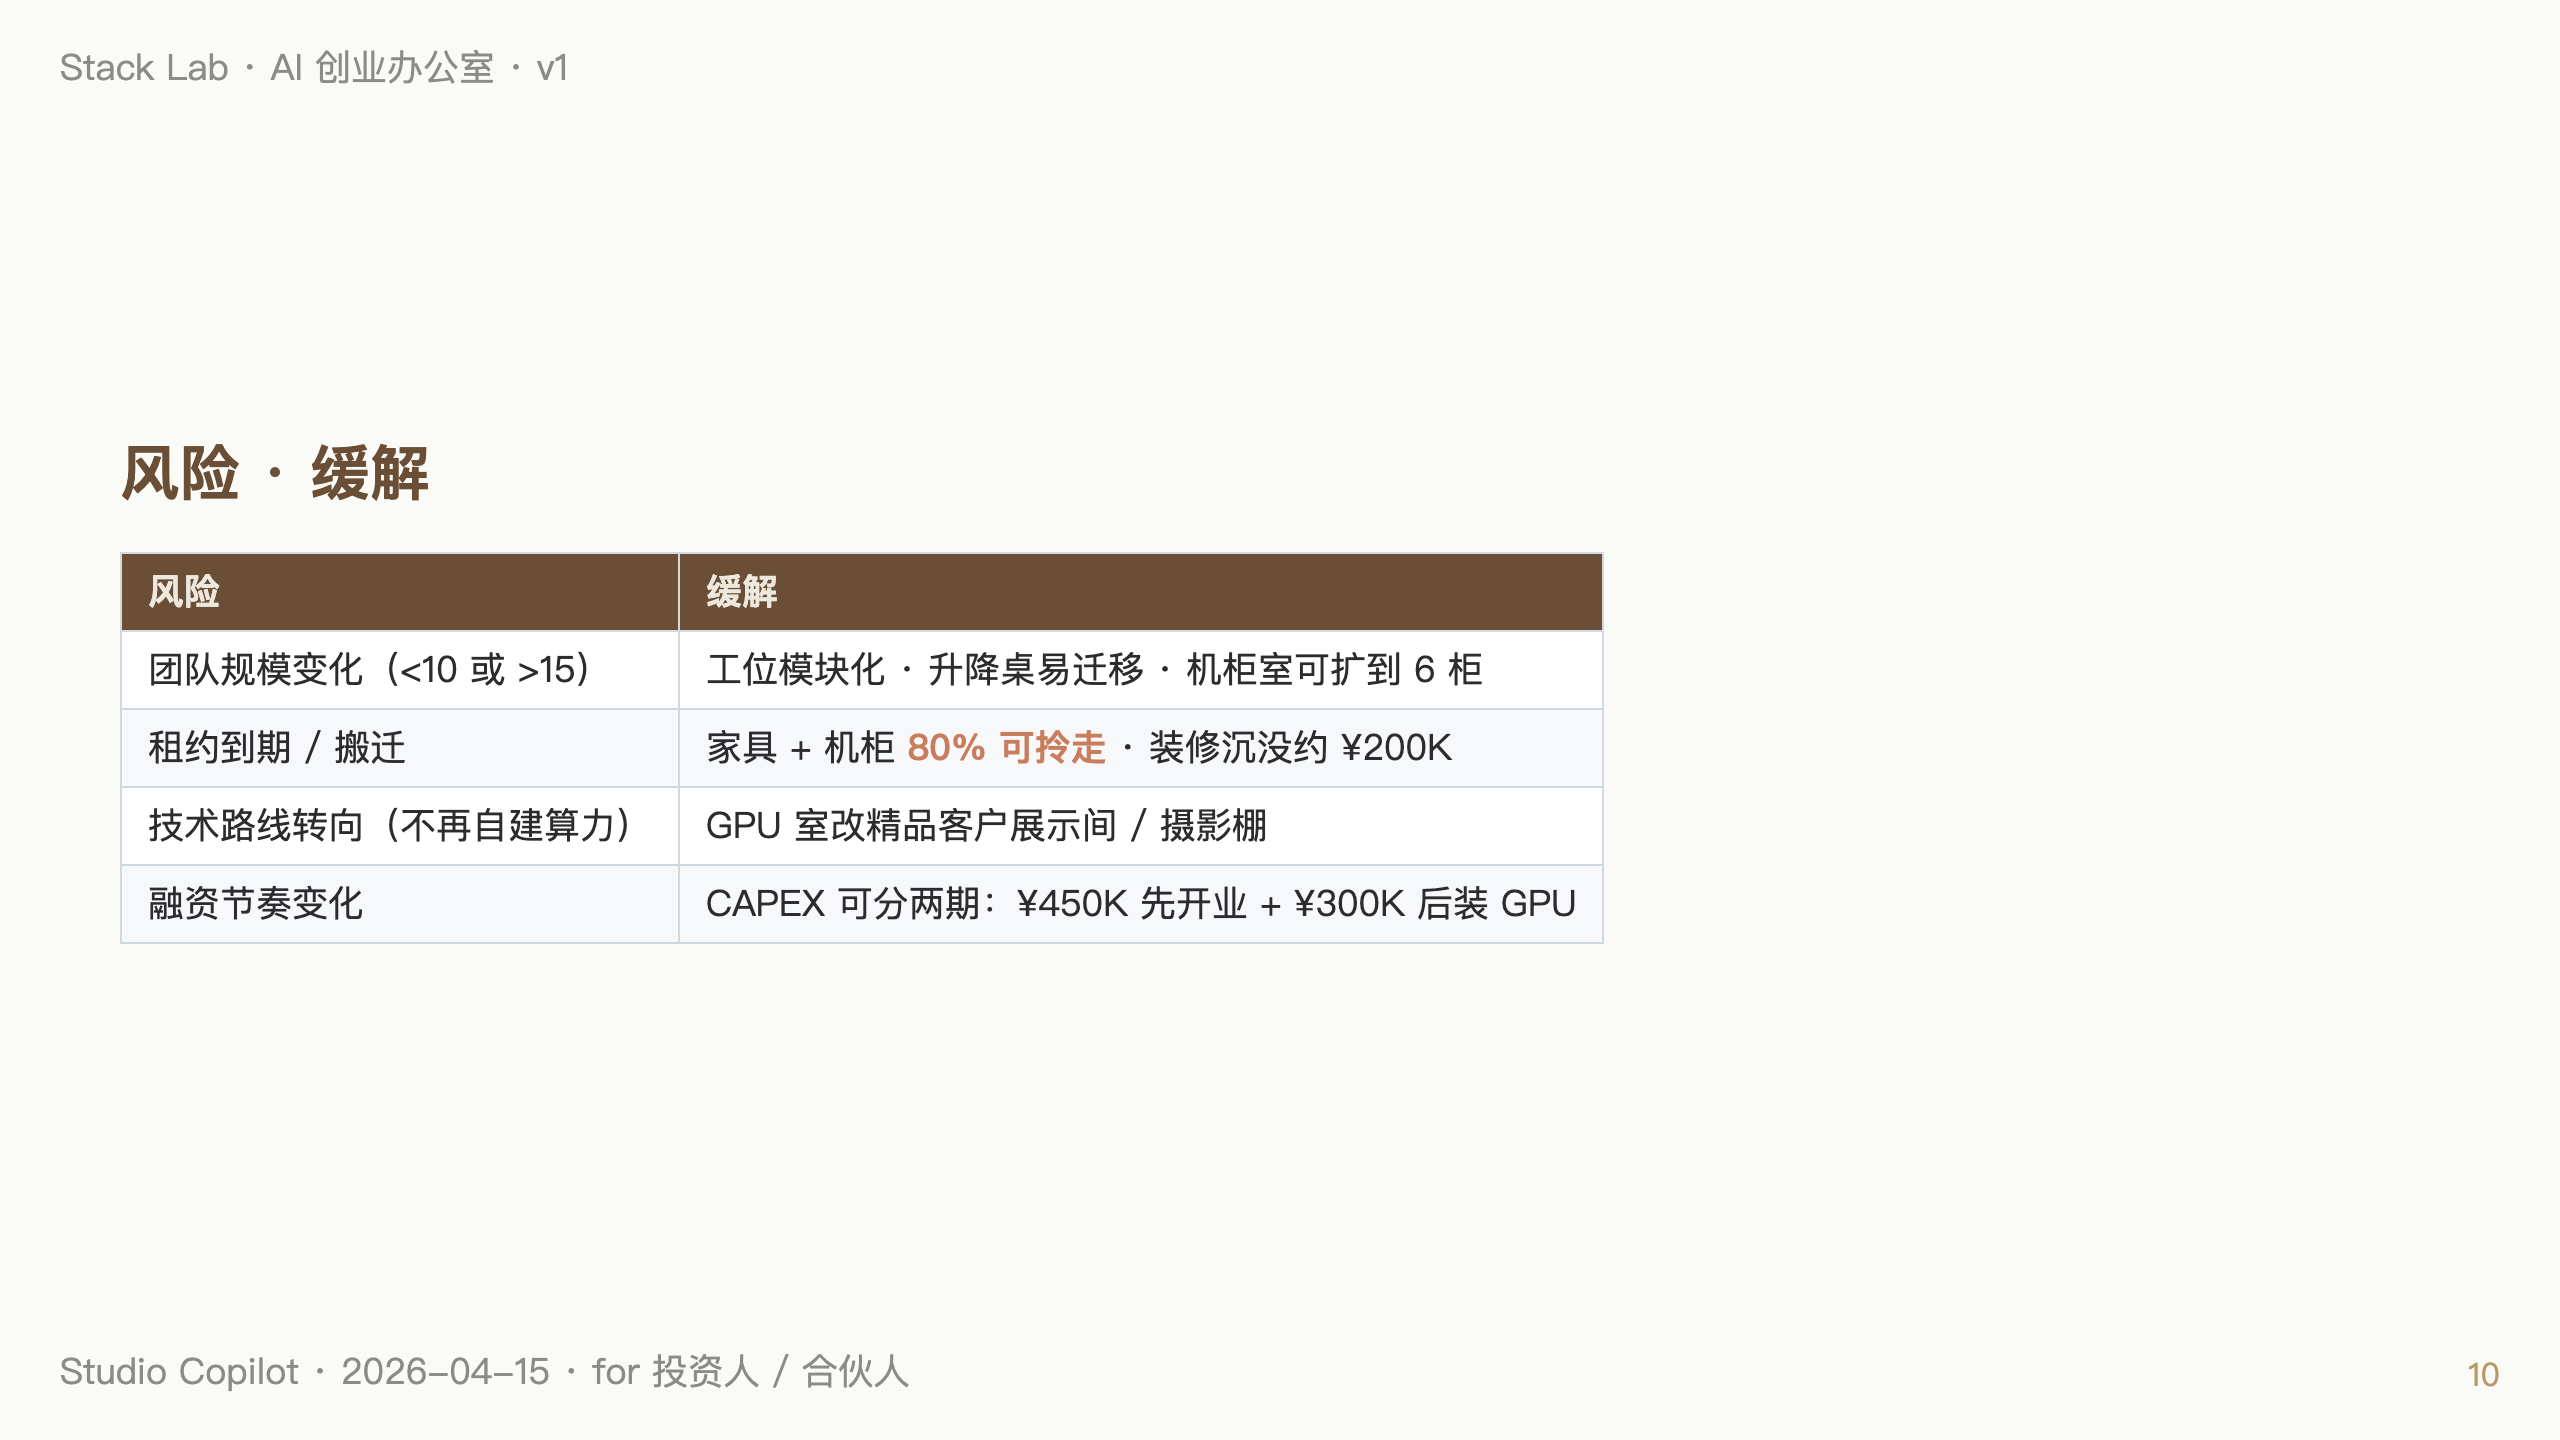 Stack Lab · AI 创业办公室 · v1
风险 · 缓解
风险 缓解
团队规模变化（<10 或 >15） 工位模块化 · 升降桌易迁移 · 机柜室可扩到 6 柜
租约到期 / 搬迁 家具 + 机柜 80% 可拎走 · 装修沉没约 ¥200K
技术路线转向（不再自建算力） GPU 室改精品客户展示间 / 摄影棚
融资节奏变化 CAPEX 可分两期：¥450K 先开业 + ¥300K 后装 GPU
Studio Copilot · 2026-04-15 · for 投资人 / 合伙人
10